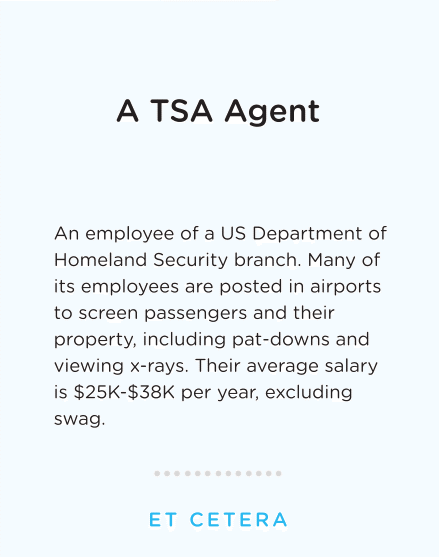 A TSA Agent
An employee of a US Department of
Homeland Security branch. Many of
its employees are posted in airports
to screen passengers and their
property, including pat-downs and
viewing x-rays. Their average salary
is $25K-$38K per year, excluding
swag.
ET CETERA